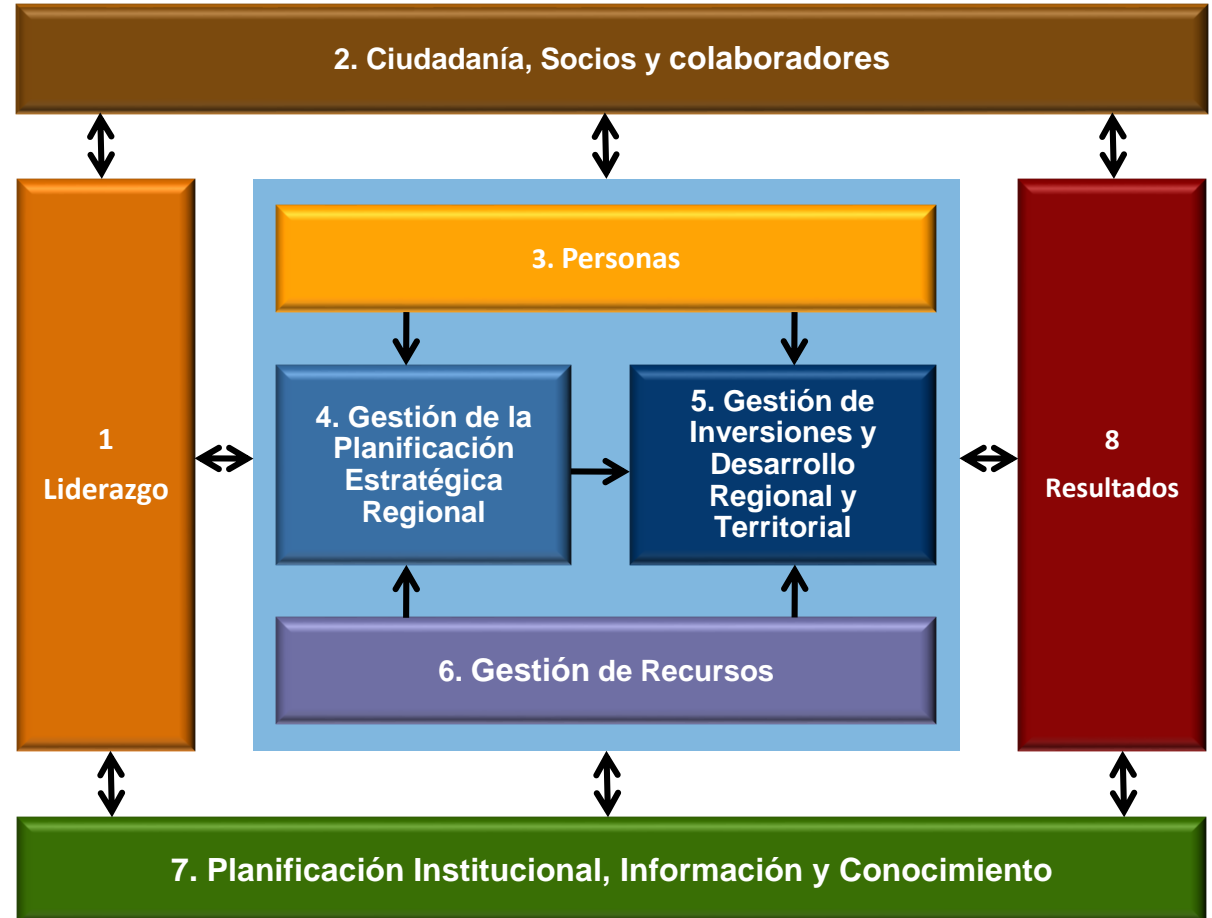 2. Ciudadanía, Socios y colaboradores
3. Personas
1
Liderazgo
4. Gestión de la
Planificación
Estratégica
Regional
5. Gestión de
Inversiones y
Desarrollo
Regional y
Territorial
8
Resultados
6. Gestión de Recursos
7. Planificación Institucional, Información y Conocimiento